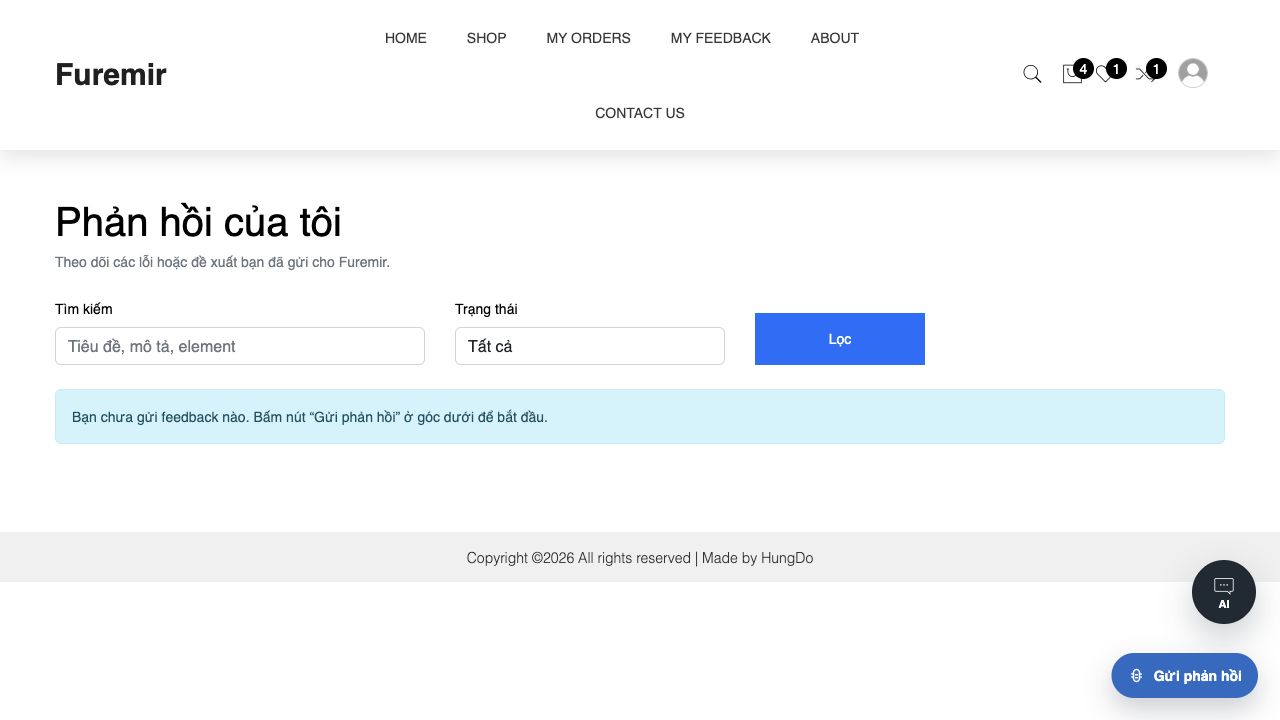 HOME
SHOP
MY ORDERS
MY FEEDBACK
ABOUT
Furemir
4
1
1
CONTACT US
Phản hồi của tôi
Theo dõi các lỗi hoặc đề xuất bạn đã gửi cho Furemir.
Tìm kiếm
Trạng thái
Tiêu đề, mô tả, element
Tất cả
Lọc
Bạn chưa gửi feedback nào. Bấm nút “Gửi phản hồi” ở góc dưới để bắt đầu.
Copyright ©2026 All rights reserved | Made by HungDo
AI
Gửi phản hồi